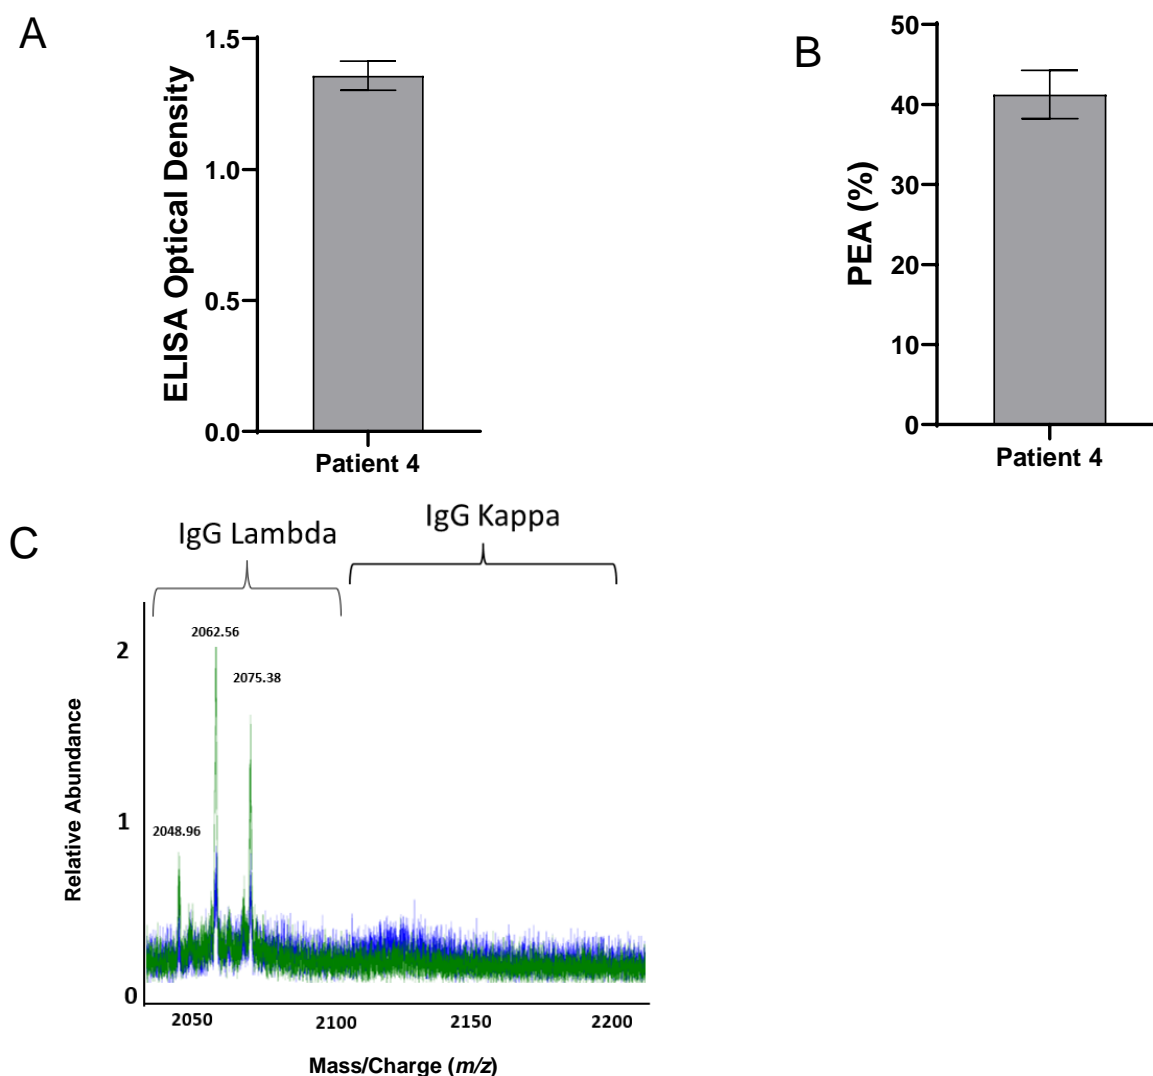 A
ELISA Optical Density
1.5
1.0
0.5
0.0
Patient 4
B
PEA (%)
50
40
30
20
10
0
Patient 4
C
IgG Lambda
IgG Kappa
2062.56
2075.38
2048.96
Relative Abundance
2
1
0
2050 2100 2150 2200
Mass/Charge (m/z)